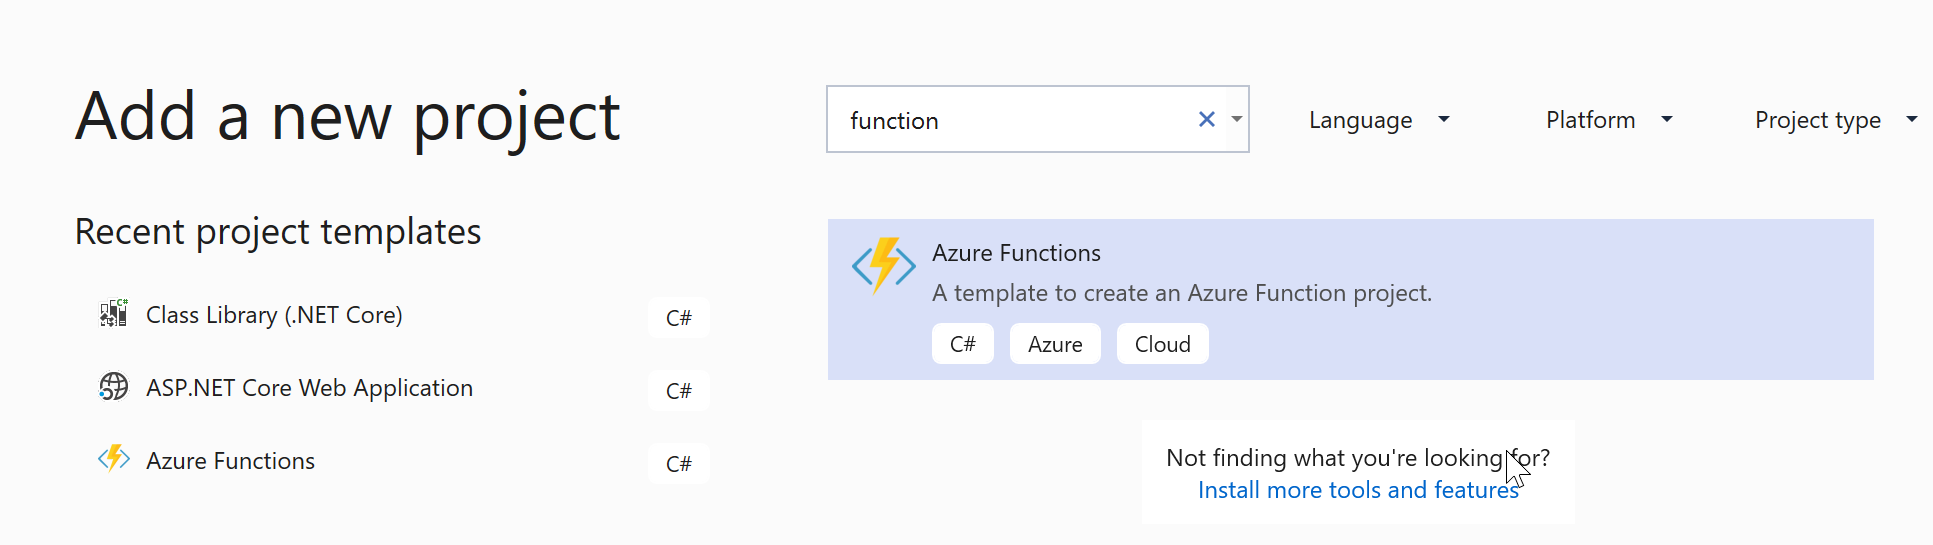 Add a new project
function
Language
Platform
Project type
Recent project templates
Class Library (.NET Core)
C#
ASP.NET Core Web Application
C#
Azure Functions
C#
Azure Functions
A template to create an Azure Function project.
C#
Azure
Cloud
Not finding what you're looking for?
Install more tools and features